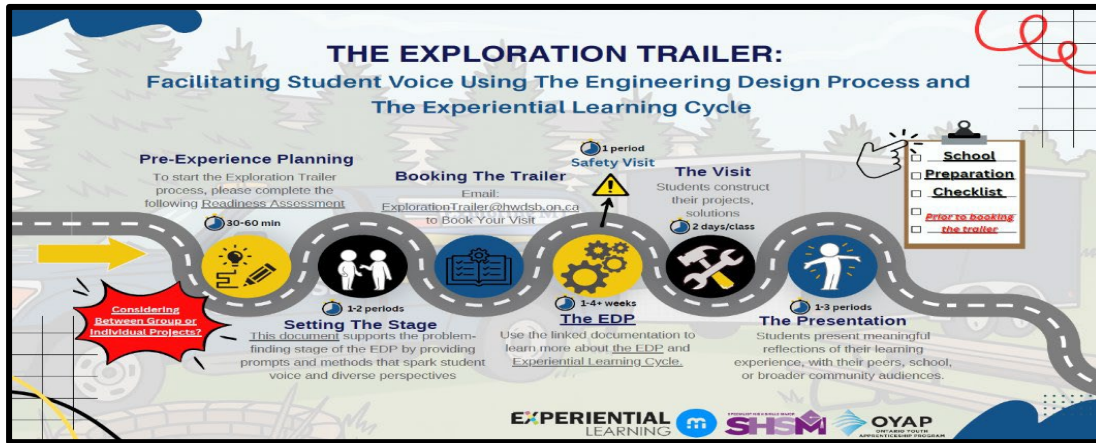 THE EXPLORATION TRAILER:
Facilitating Student Voice Using The Engineering Design Process and
The Experiential Learning Cycle
Pre-Experience Planning
To start the Exploration Trailer
process, please complete the
following Readiness Assessment
30-60 min
Considering
Between Group or
Individual Projects?
1-2 periods
Setting The Stage
This document supports the problem-
finding stage of the EDP by providing
prompts and methods that spark student
voice and diverse perspectives
Booking The Trailer
Email:
ExplorationTrailer@hwdsb.on.ca
to Book Your Visit
1 period
Safety Visit
1-4+ weeks
The EDP
Use the linked documentation to
learn more about the EDP and
Experiential Learning Cycle.
The Visit
Students construct
their projects,
solutions
2 days/class
1-3 periods
The Presentation
Students present meaningful
reflections of their learning
experience, with their peers, school,
or broader community audiences.
School
Preparation
Checklist
Prior to booking
the trailer
EXPERIENTIAL
LEARNING
m
SHSM
OYAP
ONTARIO YOUTH
APPRENTICESHIP PROGRAM